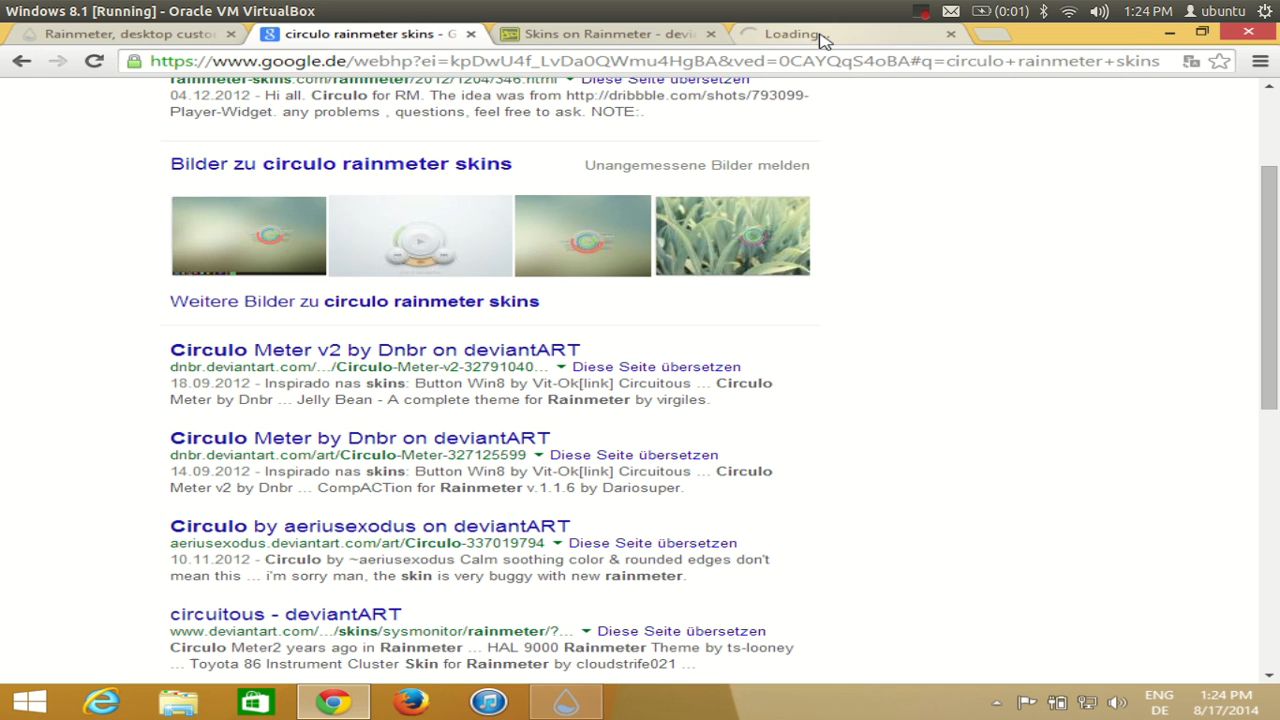 Windows 8.1 [Running] - Oracle VM VirtualBox
(0:01)
1:24 PM
ubuntu
Rainmeter, desktop custo
circulo rainmeter skins - G
Skins on Rainmeter - devi
Loading...
https://www.google.de/webhp?ei=kpDwU4f_LvDa0QWmu4HgBA&ved=0CAYQqS4oBA#q=circulo+rainmeter+skins
rainmeter-skins.com/rainmeter/2012/1204/346.html Diese Seite übersetzen
04.12.2012 - Hi all. Circulo for RM. The idea was from http://dribbble.com/shots/793099-
Player-Widget. any problems , questions, feel free to ask. NOTE:.
Bilder zu circulo rainmeter skins
Unangemessene Bilder melden
Weitere Bilder zu circulo rainmeter skins
Circulo Meter v2 by Dnbr on deviantART
dnbr.deviantart.com/.../Circulo-Meter-v2-32791040... Diese Seite übersetzen
18.09.2012 - Inspirado nas skins: Button Win8 by Vit-Ok[link] Circuitous ... Circulo
Meter by Dnbr ... Jelly Bean - A complete theme for Rainmeter by virgiles.
Circulo Meter by Dnbr on deviantART
dnbr.deviantart.com/art/Circulo-Meter-327125599 Diese Seite übersetzen
14.09.2012 - Inspirado nas skins: Button Win8 by Vit-Ok[link] Circuitous ... Circulo
Meter v2 by Dnbr ... CompACTion for Rainmeter v.1.1.6 by Dariosuper.
Circulo by aeriusexodus on deviantART
aeriusexodus.deviantart.com/art/Circulo-337019794 Diese Seite übersetzen
10.11.2012 - Circulo by ~aeriusexodus Calm soothing color & rounded edges don't
mean this ... i'm sorry man, the skin is very buggy with new rainmeter.
circuitous - deviantART
www.deviantart.com/.../skins/sysmonitor/rainmeter/?... Diese Seite übersetzen
Circulo Meter2 years ago in Rainmeter ... HAL 9000 Rainmeter Theme by ts-looney
... Toyota 86 Instrument Cluster Skin for Rainmeter by cloudstrife021 ...
ENG
DE
1:24 PM
8/17/2014